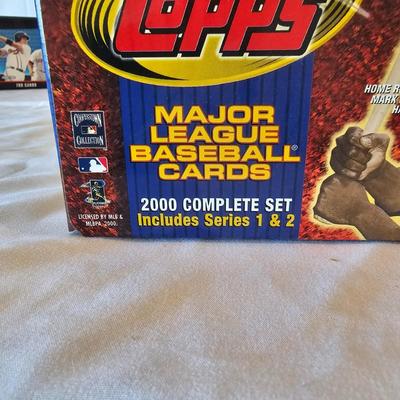 Topps
MAJOR
LEAGUE
BASEBALL®
CARDS
2000 COMPLETE SET
Includes Series 1 & 2
COOPERSTOWN
COLLECTION
LICENSED BY MLB &
MLBPA, 2000.
HOME R
MARK
HA